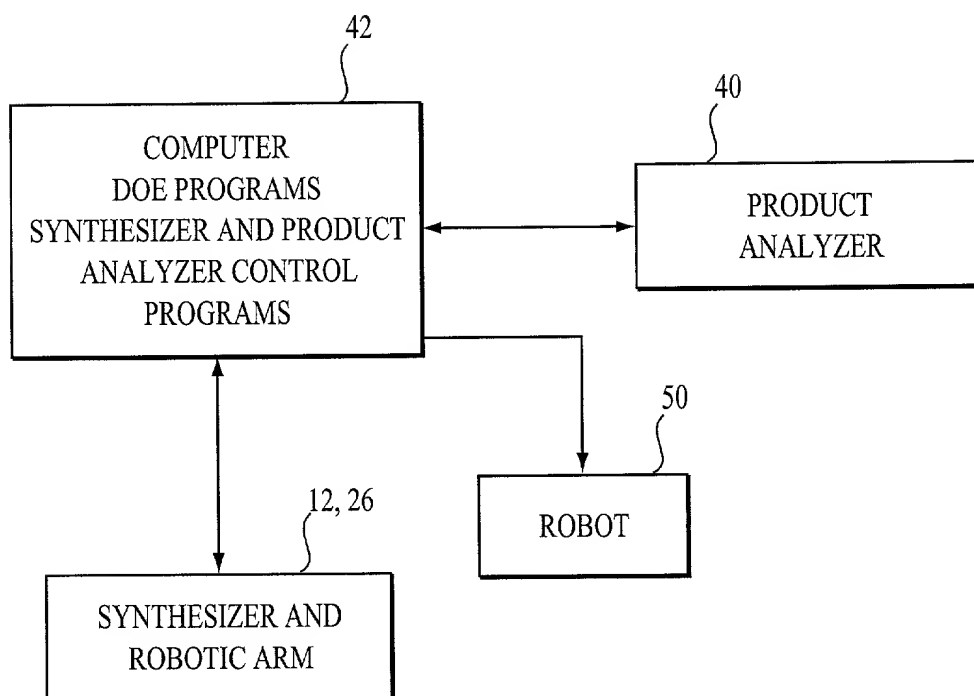 42
COMPUTER
DOE PROGRAMS
SYNTHESIZER AND PRODUCT
ANALYZER CONTROL
PROGRAMS
40
PRODUCT
ANALYZER
50
ROBOT
12, 26
SYNTHESIZER AND
ROBOTIC ARM